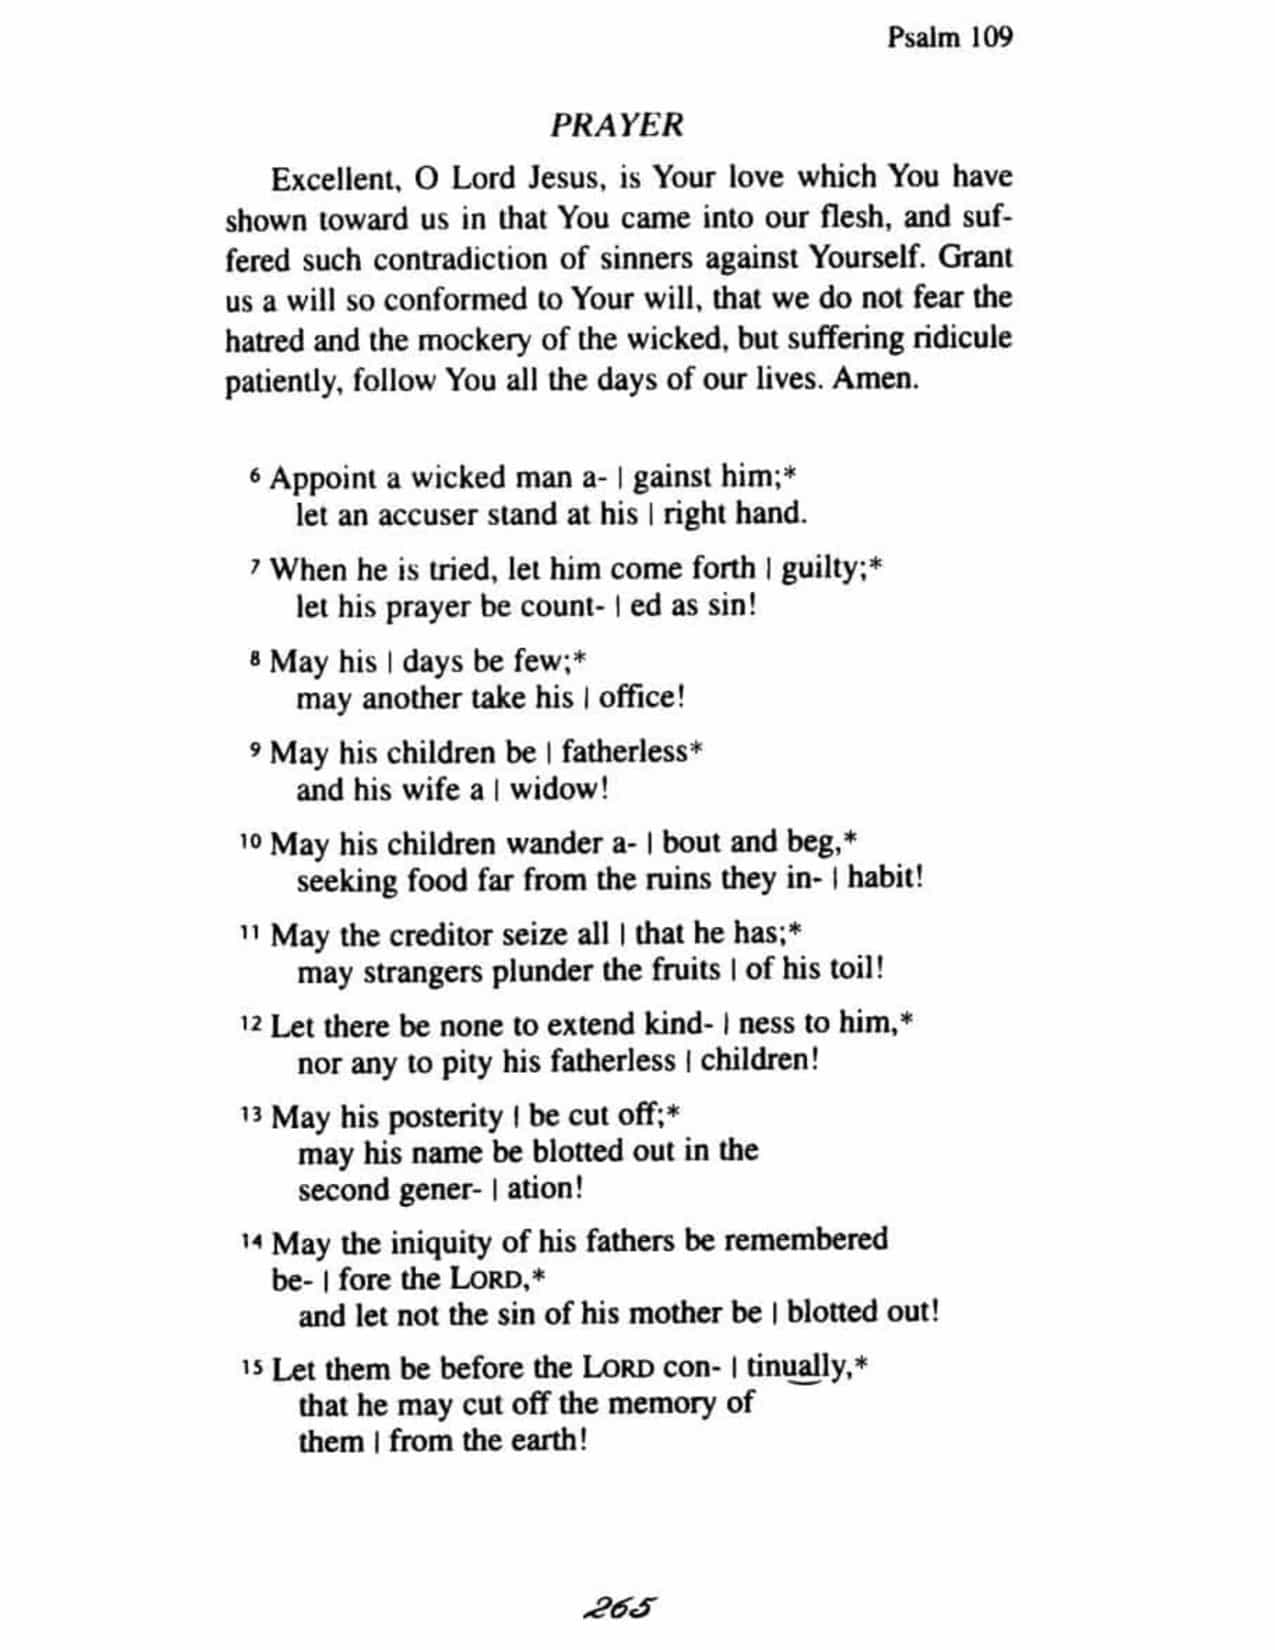 Psalm 109
PRAYER
Excellent, O Lord Jesus, is Your love which You have
shown toward us in that You came into our flesh, and suf-
fered such contradiction of sinners against Yourself. Grant
us a will so conformed to Your will, that we do not fear the
hatred and the mockery of the wicked, but suffering ridicule
patiently, follow You all the days of our lives. Amen.
6 Appoint a wicked man a- | gainst him;*
let an accuser stand at his | right hand.
7 When he is tried, let him come forth | guilty;*
let his prayer be count- | ed as sin!
8 May his | days be few;*
may another take his | office!
9 May his children be | fatherless*
and his wife a | widow!
10 May his children wander a- | bout and beg,*
seeking food far from the ruins they in- | habit!
11 May the creditor seize all | that he has;*
may strangers plunder the fruits | of his toil!
12 Let there be none to extend kind- | ness to him,*
nor any to pity his fatherless | children!
13 May his posterity | be cut off;*
may his name be blotted out in the
second gener- | ation!
14 May the iniquity of his fathers be remembered
be- | fore the LORD,*
and let not the sin of his mother be | blotted out!
15 Let them be before the LORD con- | tinually,*
that he may cut off the memory of
them | from the earth!
265